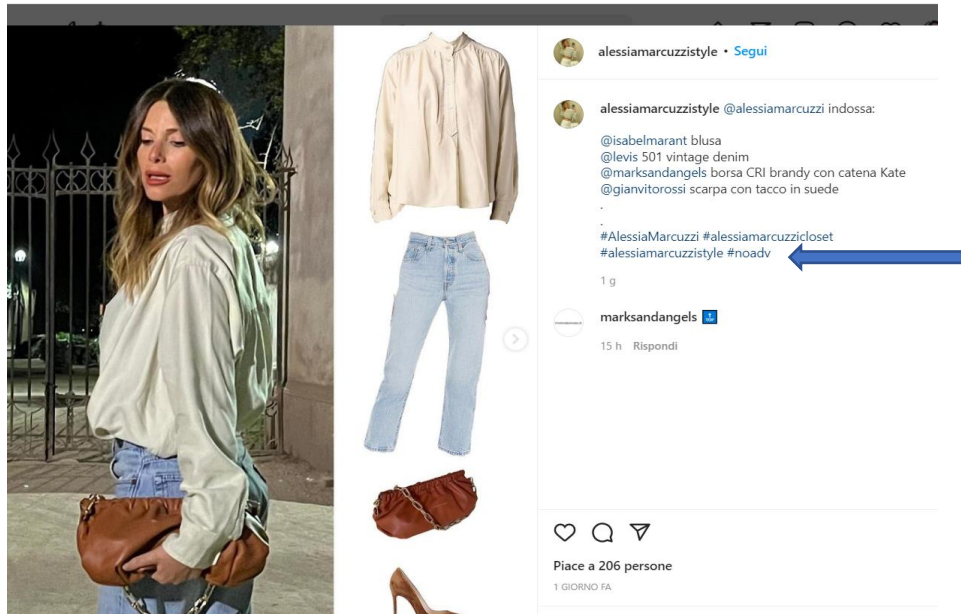 alessiamarcuzzistyle • Segui
alessiamarcuzzistyle @alessiamarcuzzi indossa:
@isabelmarant blusa
@levis 501 vintage denim
@marksandangels borsa CRI brandy con catena Kate
@gianvitorossi scarpa con tacco in suede
.
.
#AlessiaMarcuzzi #alessiamarcuzzicloset
#alessiamarcuzzistyle #noadv
1 g
marksandangels
15 h Rispondi
Piace a 206 persone
1 GIORNO FA